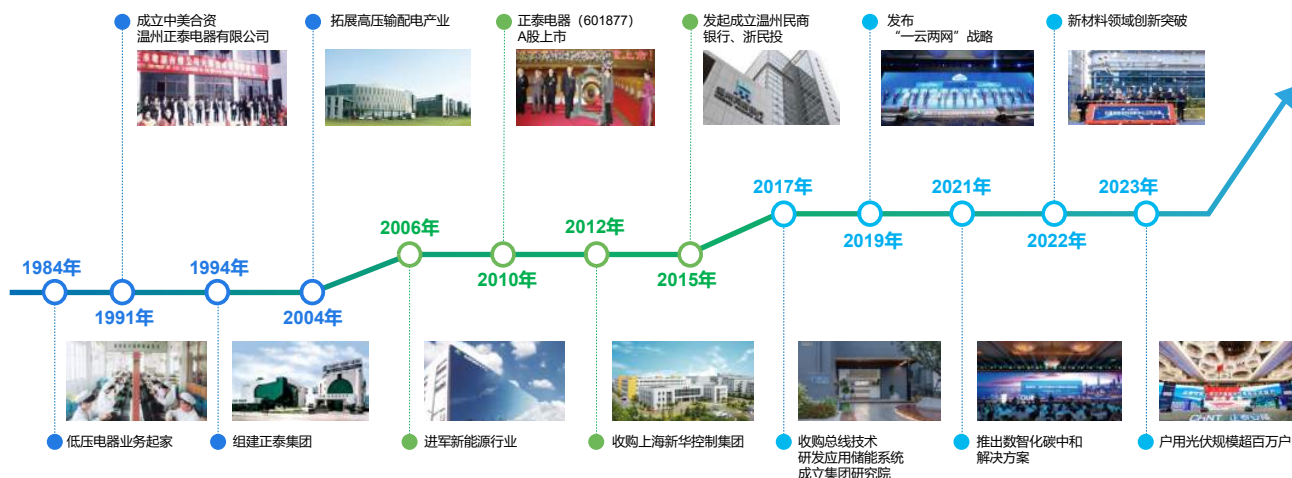 成立中美合资
温州正泰电器有限公司
拓展高压输配电产业
正泰电器（601877）
A股上市
发起成立温州民商
银行、浙民投
发布
“一云两网”战略
新材料领域创新突破
1984年
1991年
1994年
2004年
2006年
2010年
2012年
2015年
2017年
2019年
2021年
2022年
2023年
低压电器业务起家
组建正泰集团
进军新能源行业
收购上海新华控制集团
收购总线技术
研发应用储能系统
成立集团研究院
推出数智化碳中和
解决方案
户用光伏规模超百万户